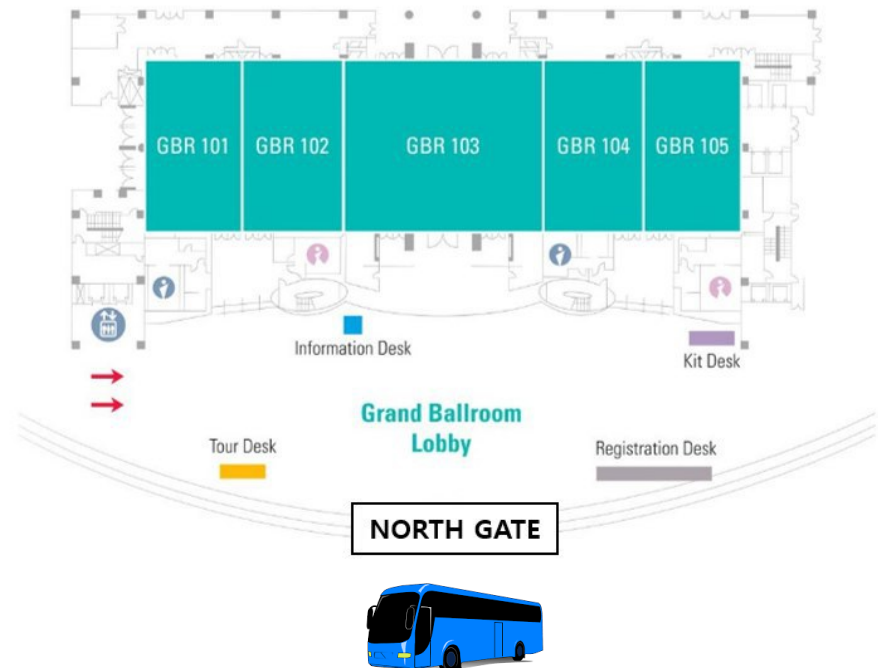 GBR 101
GBR 102
GBR 103
GBR 104
GBR 105
Information Desk
Kit Desk
Grand Ballroom
Lobby
Tour Desk
Registration Desk
NORTH GATE